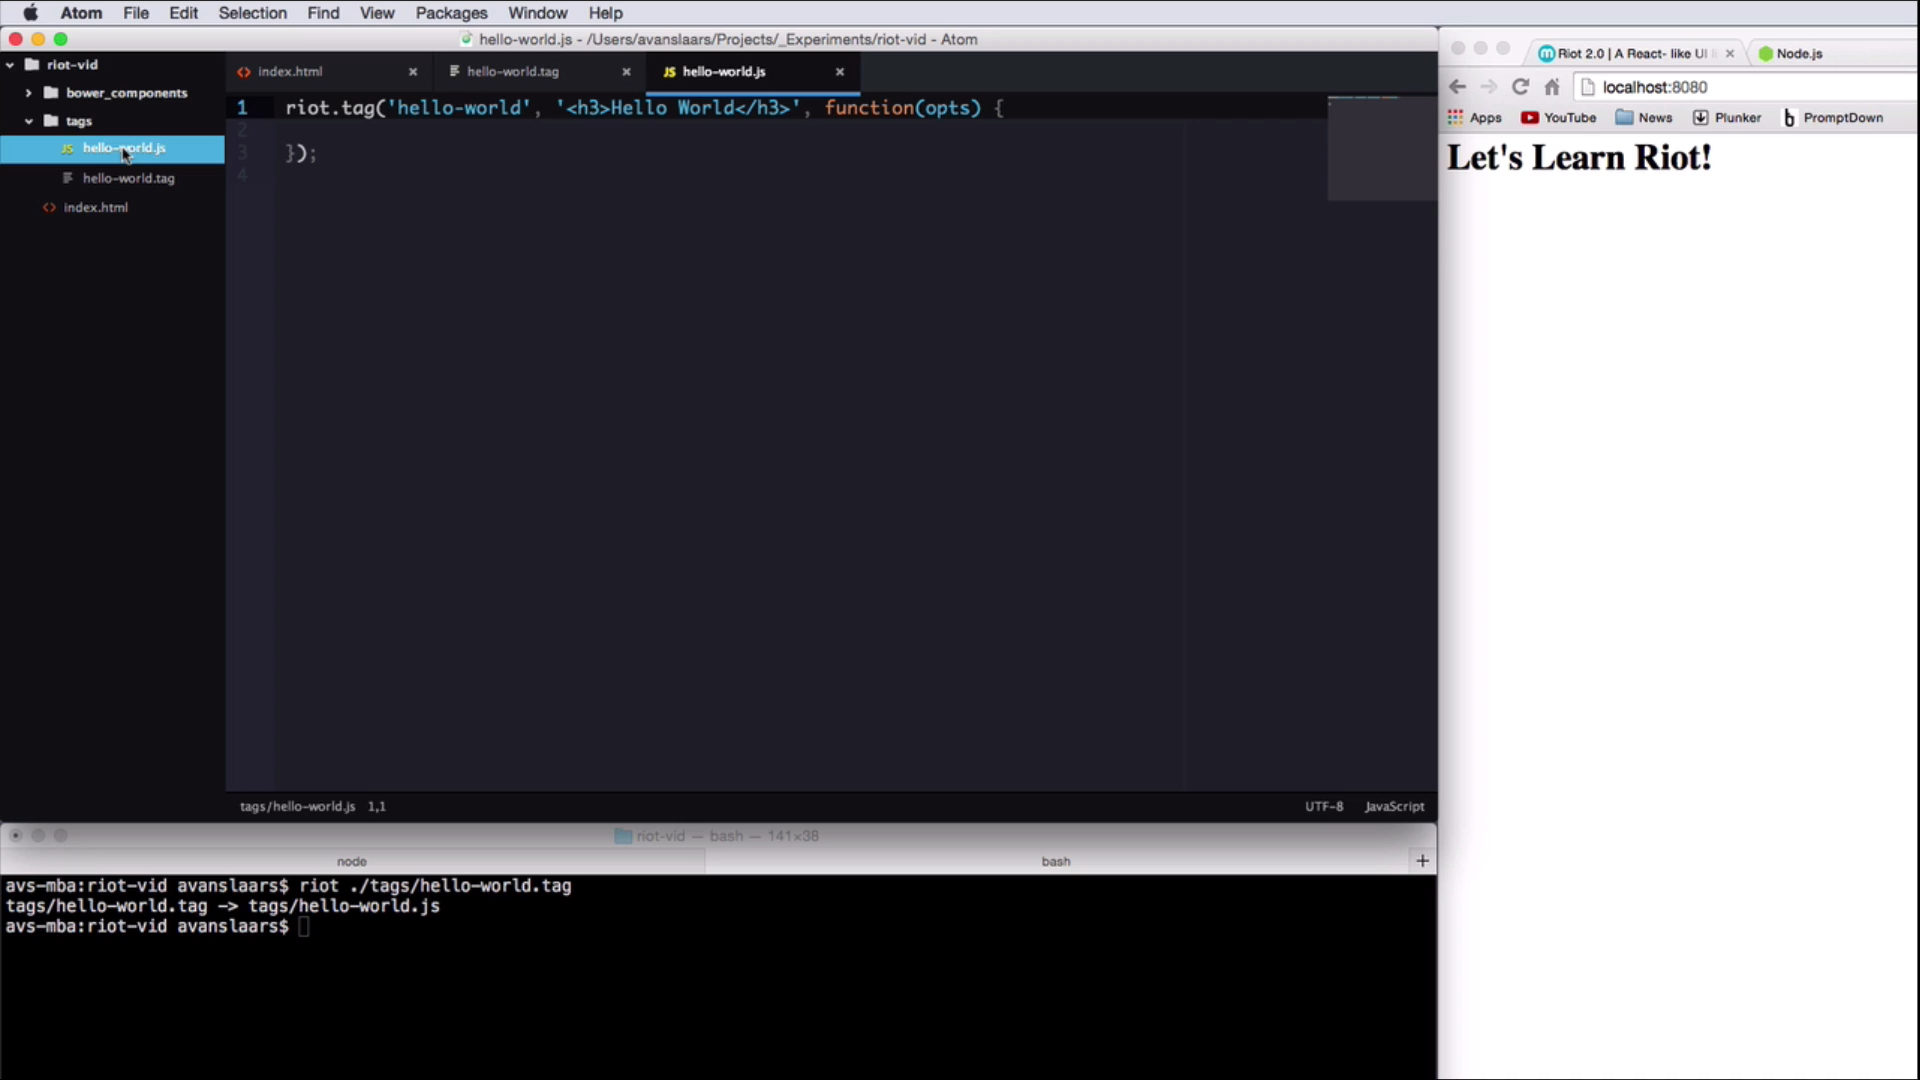 Atom File Edit Selection Find View Packages Window Help
hello-world.js - /Users/avanslaars/Projects/_Experiments/riot-vid - Atom
riot-vid
bower_components
tags
hello-world.js
hello-world.tag
index.html
index.html hello-world.tag hello-world.js
1 riot.tag('hello-world', '<h3>Hello World</h3>', function(opts) {
2
3 });
4
tags/hello-world.js 1,1 UTF-8 JavaScript
riot-vid — bash — 141×38
node bash
avs-mba:riot-vid avanslaars$ riot ./tags/hello-world.tag
tags/hello-world.tag -> tags/hello-world.js
avs-mba:riot-vid avanslaars$
Riot 2.0 | A React- like UI Node.js
localhost:8080
Apps YouTube News Plunker PromptDown
Let's Learn Riot!